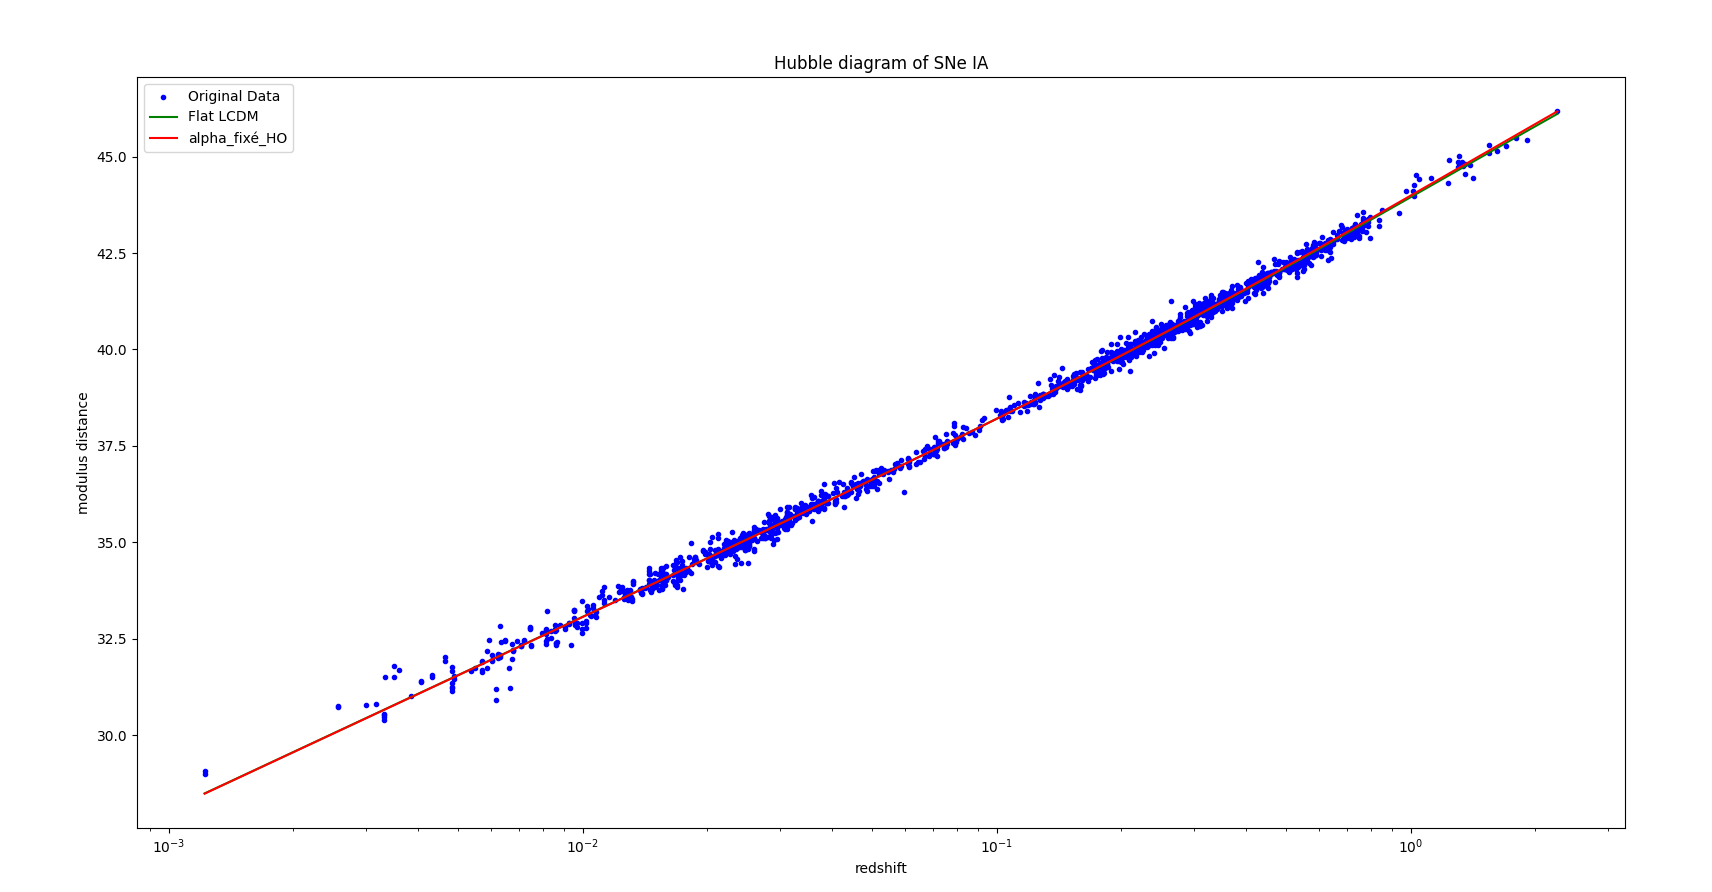 Hubble diagram of SNe IA
Original Data
Flat LCDM
alpha_fixé_HO
modulus distance
45.0
42.5
40.0
37.5
35.0
32.5
30.0
10⁻³
10⁻²
10⁻¹
10⁰
redshift